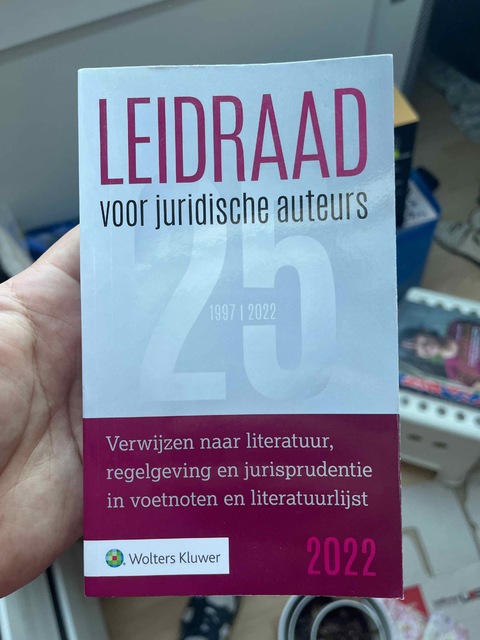 LEIDRAAD
voor juridische auteurs
25
1997 | 2022
Verwijzen naar literatuur,
regelgeving en jurisprudentie
in voetnoten en literatuurlijst
Wolters Kluwer
2022